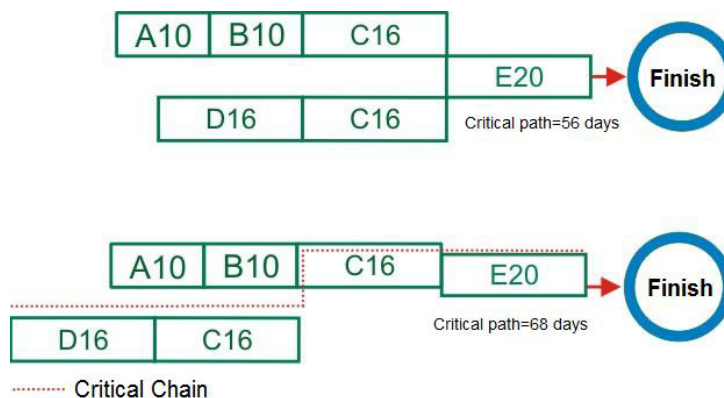 A10 B10 C16
E20
Finish
D16 C16
Critical path=56 days
A10 B10 C16
E20
Finish
D16 C16
Critical path=68 days
Critical Chain